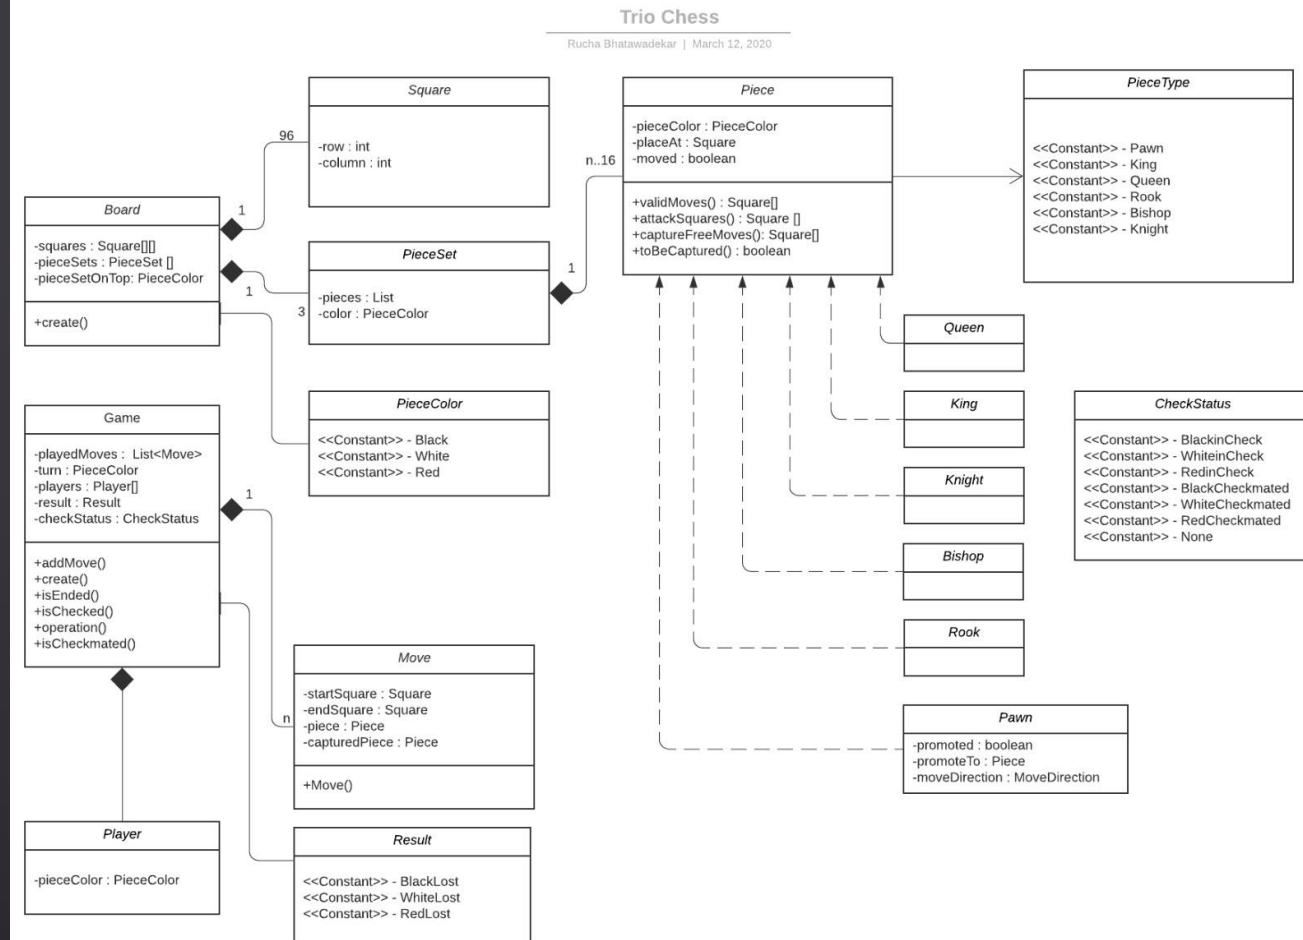 Trio Chess
Rucha Bhatawadekar | March 12, 2020
Square
-row : int
-column : int
96
1
Board
-squares : Square[][]
-pieceSets : PieceSet []
-pieceSetOnTop: PieceColor
+create()
1
3
PieceSet
-pieces : List
-color : PieceColor
1
n..16
Piece
-pieceColor : PieceColor
-placeAt : Square
-moved : boolean
+validMoves() : Square[]
+attackSquares() : Square []
+captureFreeMoves(): Square[]
+toBeCaptured() : boolean
PieceType
<<Constant>> - Pawn
<<Constant>> - King
<<Constant>> - Queen
<<Constant>> - Rook
<<Constant>> - Bishop
<<Constant>> - Knight
PieceColor
<<Constant>> - Black
<<Constant>> - White
<<Constant>> - Red
Queen
King
Knight
Bishop
Rook
Pawn
-promoted : boolean
-promoteTo : Piece
-moveDirection : MoveDirection
CheckStatus
<<Constant>> - BlackinCheck
<<Constant>> - WhiteinCheck
<<Constant>> - RedinCheck
<<Constant>> - BlackCheckmated
<<Constant>> - WhiteCheckmated
<<Constant>> - RedCheckmated
<<Constant>> - None
Game
-playedMoves : List<Move>
-turn : PieceColor
-players : Player[]
-result : Result
-checkStatus : CheckStatus
+addMove()
+create()
+isEnded()
+isChecked()
+operation()
+isCheckmated()
1
n
Move
-startSquare : Square
-endSquare : Square
-piece : Piece
-capturedPiece : Piece
+Move()
Player
-pieceColor : PieceColor
Result
<<Constant>> - BlackLost
<<Constant>> - WhiteLost
<<Constant>> - RedLost